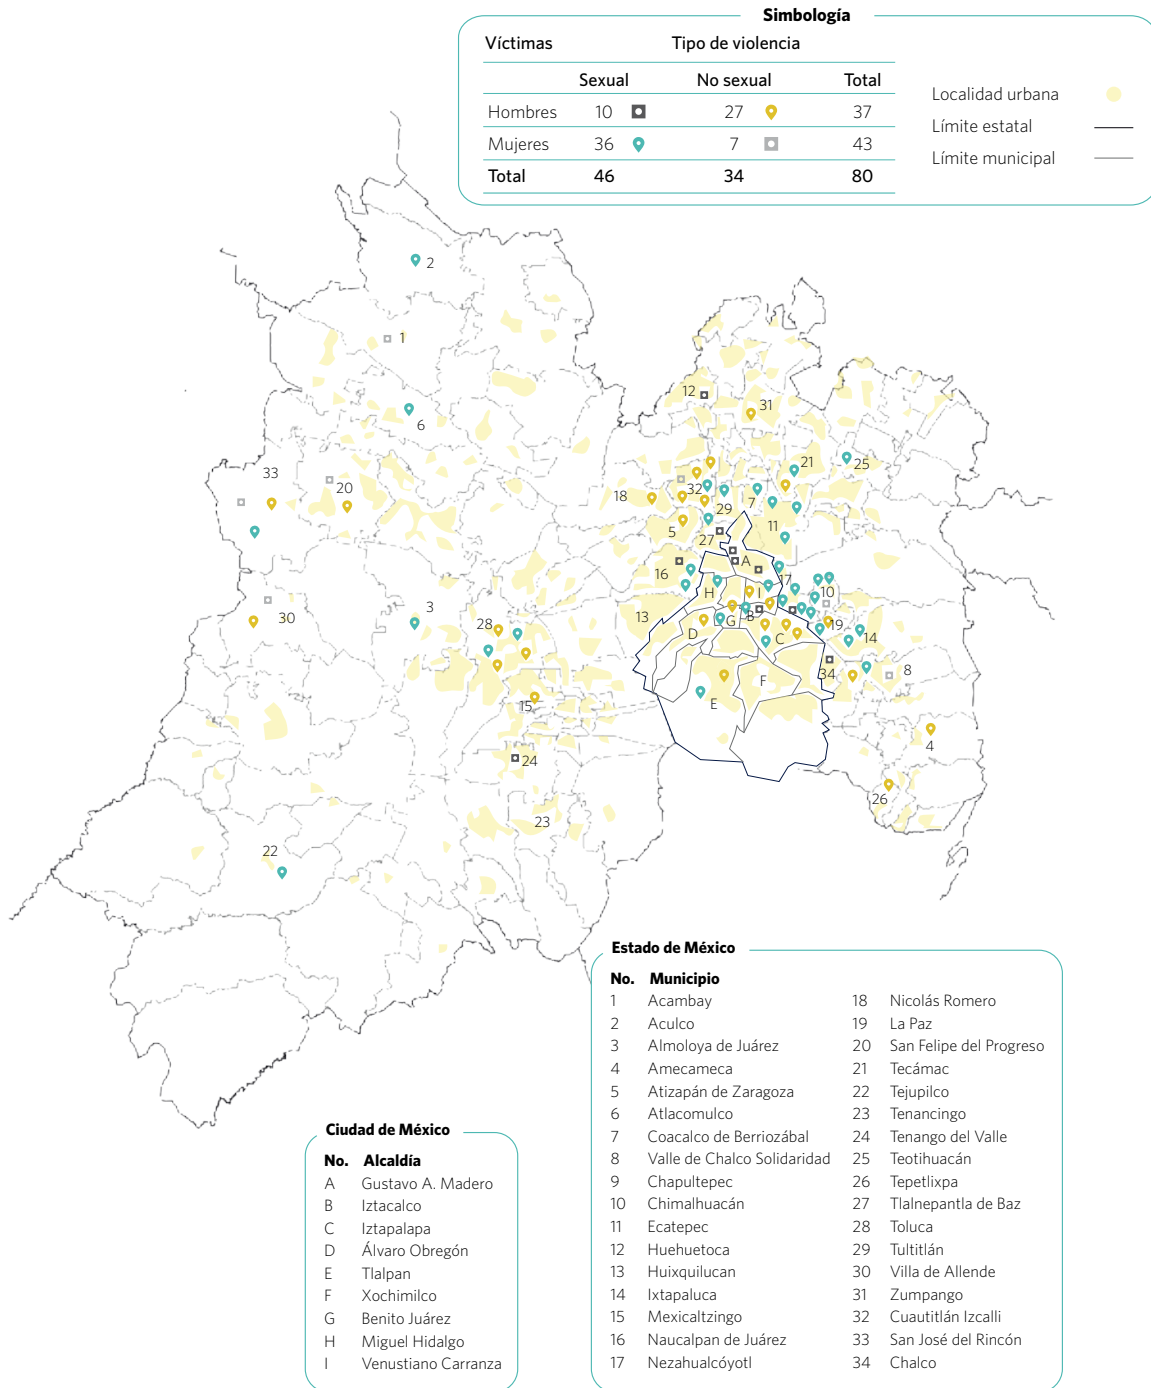 Simbología
Víctimas Tipo de violencia
Sexual No sexual Total
Hombres 10 27 37
Mujeres 36 7 43
Total 46 34 80
Localidad urbana
Límite estatal
Límite municipal
2
1
6
12
31
33
20
21
25
18
32
7
29
5
27
11
A
16
17
H
I
10
3
30
28
13
B
G
D
C
19
14
34
8
F
E
15
4
24
26
23
22
Estado de México
No. Municipio
1 Acambay
2 Aculco
3 Almoloya de Juárez
4 Amecameca
5 Atizapán de Zaragoza
6 Atlacomulco
7 Coacalco de Berriozábal
8 Valle de Chalco Solidaridad
9 Chapultepec
10 Chimalhuacán
11 Ecatepec
12 Huehuetoca
13 Huixquilucan
14 Ixtapaluca
15 Mexicaltzingo
16 Naucalpan de Juárez
17 Nezahualcóyotl
18 Nicolás Romero
19 La Paz
20 San Felipe del Progreso
21 Tecámac
22 Tejupilco
23 Tenancingo
24 Tenango del Valle
25 Teotihuacán
26 Tepetlixpa
27 Tlalnepantla de Baz
28 Toluca
29 Tultitlán
30 Villa de Allende
31 Zumpango
32 Cuautitlán Izcalli
33 San José del Rincón
34 Chalco
Ciudad de México
No. Alcaldía
A Gustavo A. Madero
B Iztacalco
C Iztapalapa
D Álvaro Obregón
E Tlalpan
F Xochimilco
G Benito Juárez
H Miguel Hidalgo
I Venustiano Carranza